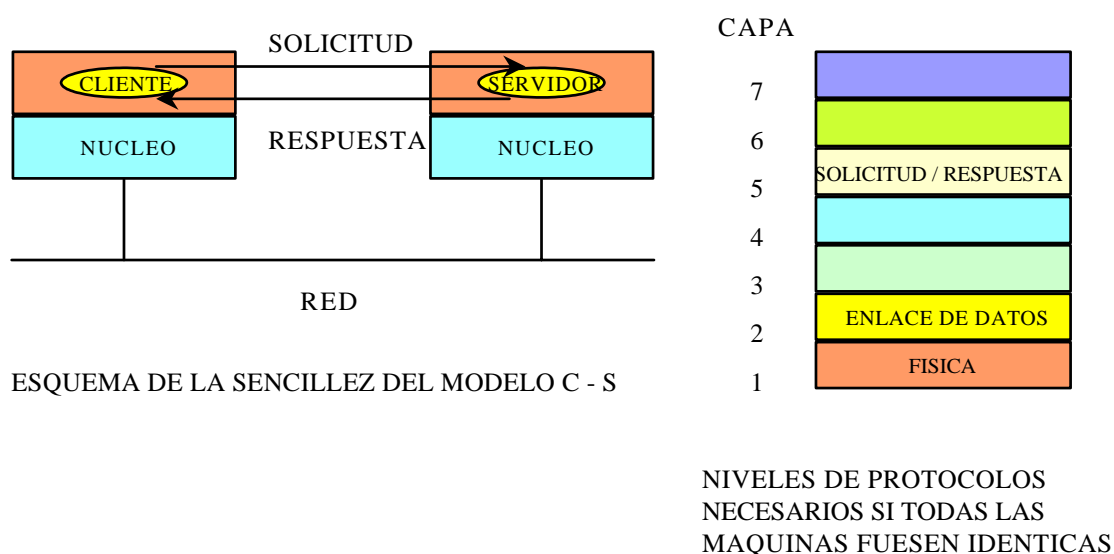 SOLICITUD
CLIENTE
SERVIDOR
RESPUESTA
NUCLEO
NUCLEO
RED
ESQUEMA DE LA SENCILLEZ DEL MODELO C - S
CAPA
7
6
5 SOLICITUD / RESPUESTA
4
3
2 ENLACE DE DATOS
1 FISICA
NIVELES DE PROTOCOLOS
NECESARIOS SI TODAS LAS
MAQUINAS FUESEN IDENTICAS